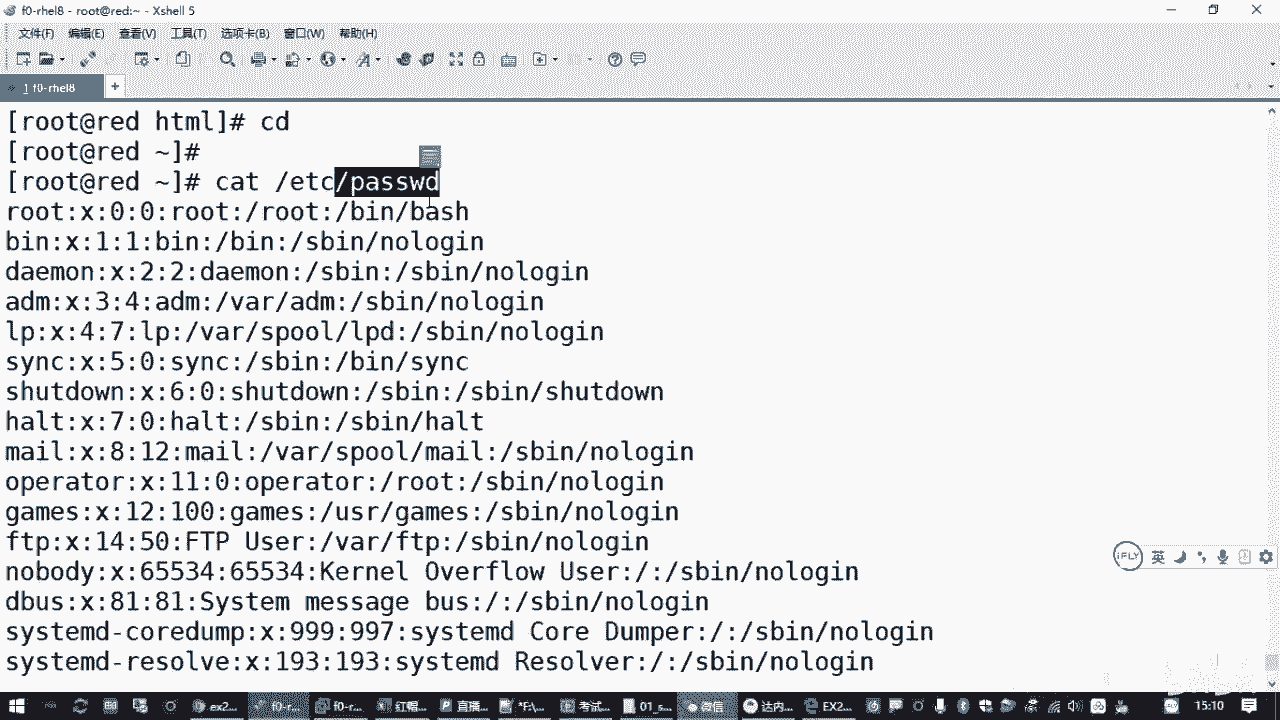 f0-rhel8 - root@red:~ - Xshell 5
文件(F) 编辑(E) 查看(V) 工具(T) 选项卡(B) 窗口(W) 帮助(H)
1 f0-rhel8
[root@red html]# cd
[root@red ~]#
[root@red ~]# cat /etc/passwd
root:x:0:0:root:/root:/bin/bash
bin:x:1:1:bin:/bin:/sbin/nologin
daemon:x:2:2:daemon:/sbin:/sbin/nologin
adm:x:3:4:adm:/var/adm:/sbin/nologin
lp:x:4:7:lp:/var/spool/lpd:/sbin/nologin
sync:x:5:0:sync:/sbin:/bin/sync
shutdown:x:6:0:shutdown:/sbin:/sbin/shutdown
halt:x:7:0:halt:/sbin:/sbin/halt
mail:x:8:12:mail:/var/spool/mail:/sbin/nologin
operator:x:11:0:operator:/root:/sbin/nologin
games:x:12:100:games:/usr/games:/sbin/nologin
ftp:x:14:50:FTP User:/var/ftp:/sbin/nologin
nobody:x:65534:65534:Kernel Overflow User:/:/sbin/nologin
iFLY 英
dbus:x:81:81:System message bus:/:/sbin/nologin
systemd-coredump:x:999:997:systemd Core Dumper:/:/sbin/nologin
systemd-resolve:x:193:193:systemd Resolver:/:/sbin/nologin
ex2... f0-r... f0-r... 红帽... 直播... *F:\... 考试... 01_s... 微信 达内... EX2... 15:10